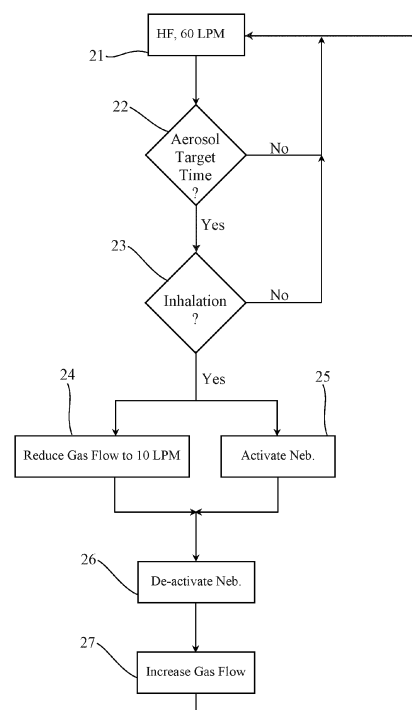 HF, 60 LPM
21
22
Aerosol
Target
Time
?
No
Yes
23
Inhalation
?
No
Yes
24
25
Reduce Gas Flow to 10 LPM
Activate Neb.
26
De-activate Neb.
27
Increase Gas Flow